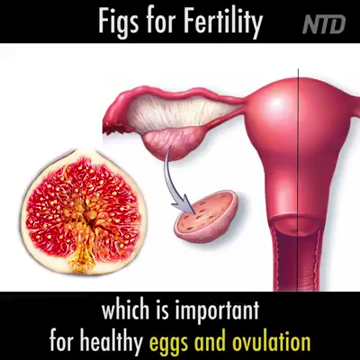 Figs for Fertility
NTD
which is important
for healthy eggs and ovulation